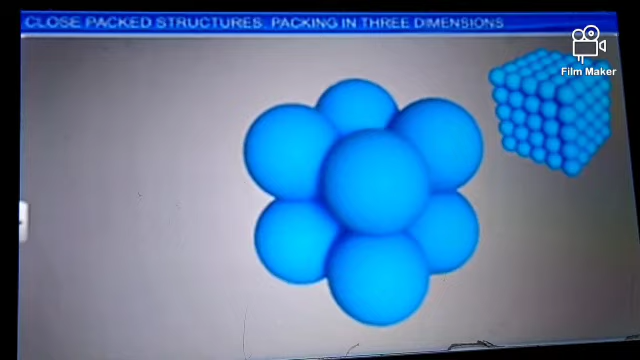 CLOSE PACKED STRUCTURES: PACKING IN THREE DIMENSIONS
Film Maker